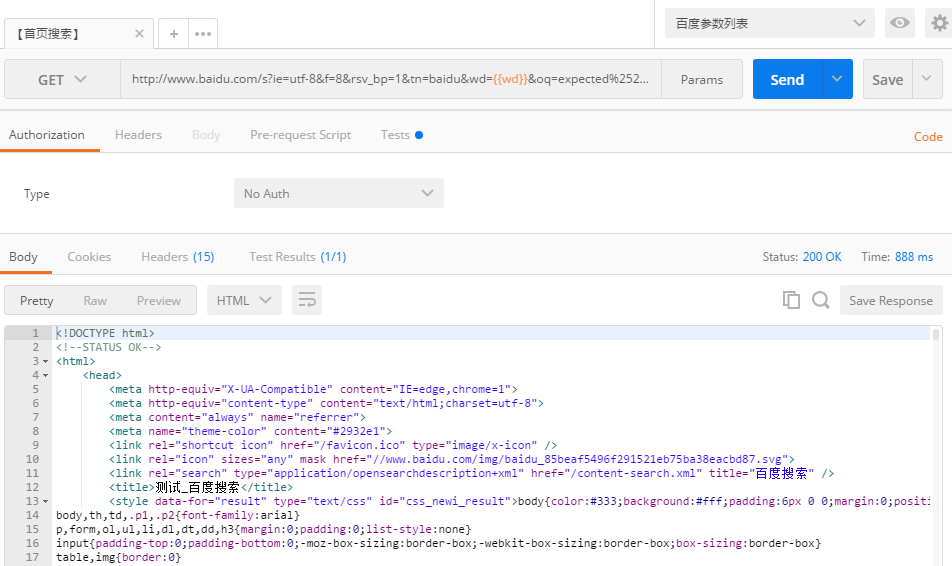 【首页搜索】
百度参数列表
GET http://www.baidu.com/s?ie=utf-8&f=8&rsv_bp=1&tn=baidu&wd={{wd}}&oq=expected%252... Params Send Save
Authorization Headers Body Pre-request Script Tests Code
Type No Auth
Body Cookies Headers (15) Test Results (1/1) Status: 200 OK Time: 888 ms
Pretty Raw Preview HTML Save Response
1 <!DOCTYPE html>
2 <!--STATUS OK-->
3 <html>
4 <head>
5 <meta http-equiv="X-UA-Compatible" content="IE=edge,chrome=1">
6 <meta http-equiv="content-type" content="text/html;charset=utf-8">
7 <meta content="always" name="referrer">
8 <meta name="theme-color" content="#2932e1">
9 <link rel="shortcut icon" href="/favicon.ico" type="image/x-icon" />
10 <link rel="icon" sizes="any" mask href="//www.baidu.com/img/baidu_85beaf5496f291521eb75ba38eacbd87.svg">
11 <link rel="search" type="application/opensearchdescription+xml" href="/content-search.xml" title="百度搜索" />
12 <title>测试_百度搜索</title>
13 <style data-for="result" type="text/css" id="css_newi_result">body{color:#333;background:#fff;padding:6px 0 0;margin:0;positi
14 body,th,td,.p1,.p2{font-family:arial}
15 p,form,ol,ul,li,dl,dt,dd,h3{margin:0;padding:0;list-style:none}
16 input{padding-top:0;padding-bottom:0;-moz-box-sizing:border-box;-webkit-box-sizing:border-box;box-sizing:border-box}
17 table,img{border:0}